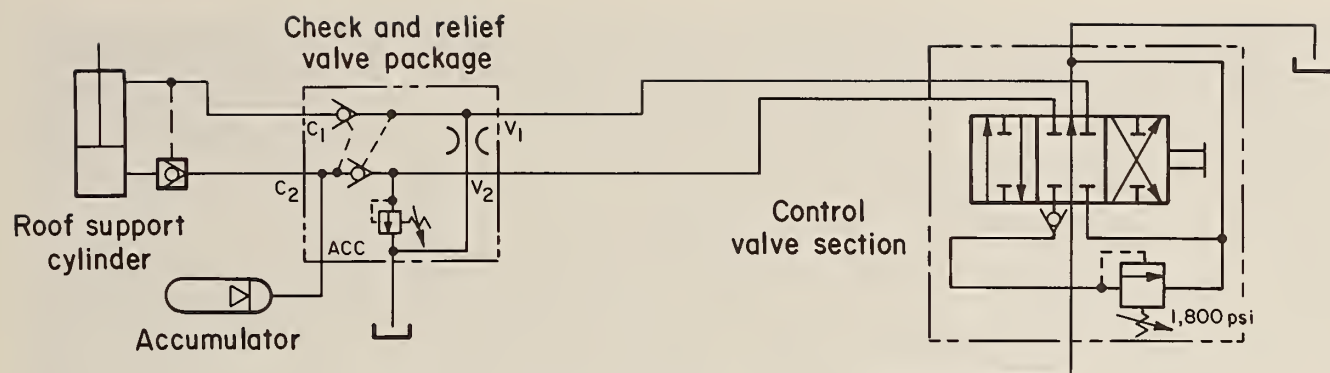 Check and relief
valve package
C₁
V₁
C₂
V₂
ACC
Roof support
cylinder
Accumulator
Control
valve section
1,800 psi